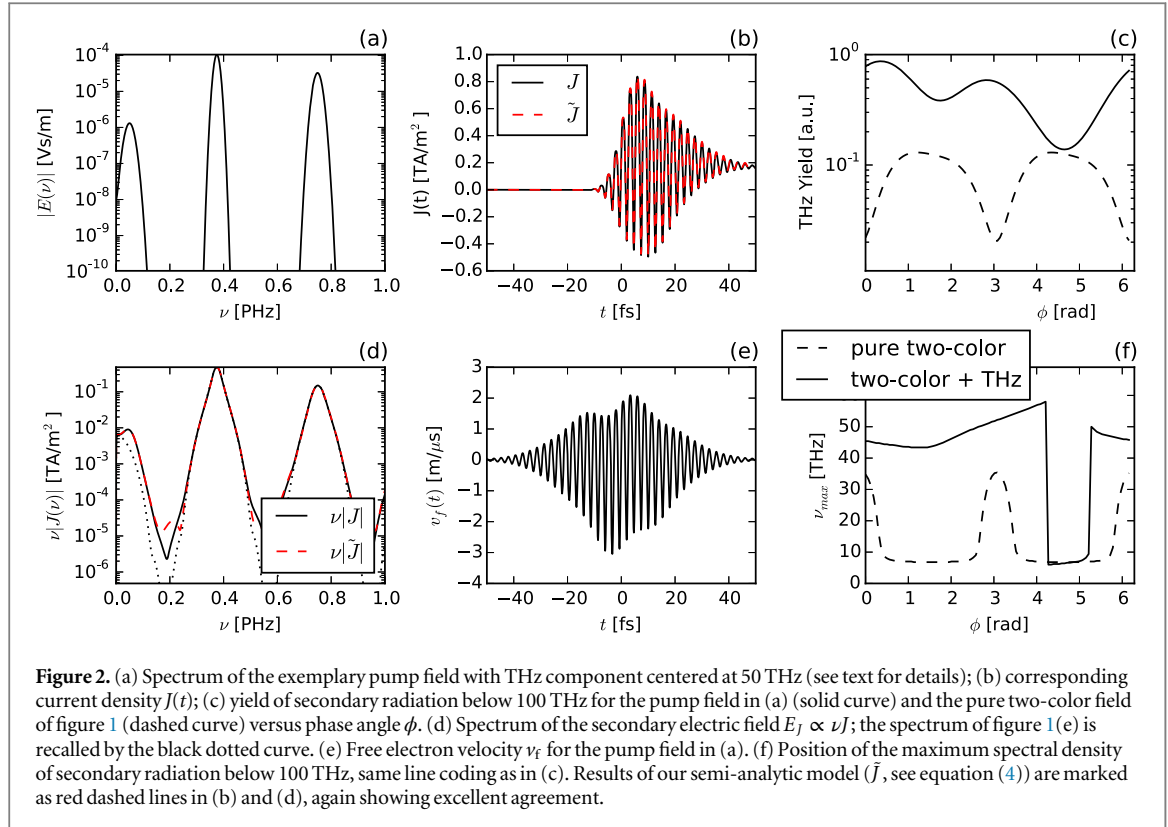 (a)
|E(ν)| [Vs/m]
10⁻⁴
10⁻⁵
10⁻⁶
10⁻⁷
10⁻⁸
10⁻⁹
10⁻¹⁰
0.0 0.2 0.4 0.6 0.8 1.0
ν [PHz]
(b)
J(t) [TA/m²]
1.0
0.8
0.6
0.4
0.2
0.0
−0.2
−0.4
−0.6
J
J̃
−40 −20 0 20 40
t [fs]
(c)
THz Yield [a.u.]
10⁰
10⁻¹
0 1 2 3 4 5 6
ϕ [rad]
(d)
ν|J(ν)| [TA/m²]
10⁻¹
10⁻²
10⁻³
10⁻⁴
10⁻⁵
10⁻⁶
ν|J|
ν|J̃|
0.0 0.2 0.4 0.6 0.8 1.0
ν [PHz]
(e)
v_f(t) [m/μs]
3
2
1
0
−1
−2
−3
−4
−40 −20 0 20 40
t [fs]
(f)
pure two-color
two-color + THz
ν_max [THz]
50
40
30
20
10
0
0 1 2 3 4 5 6
ϕ [rad]
Figure 2. (a) Spectrum of the exemplary pump field with THz component centered at 50 THz (see text for details); (b) corresponding
current density J(t); (c) yield of secondary radiation below 100 THz for the pump field in (a) (solid curve) and the pure two-color field
of figure 1 (dashed curve) versus phase angle ϕ. (d) Spectrum of the secondary electric field E_J ∝ νJ; the spectrum of figure 1(e) is
recalled by the black dotted curve. (e) Free electron velocity v_f for the pump field in (a). (f) Position of the maximum spectral density
of secondary radiation below 100 THz, same line coding as in (c). Results of our semi-analytic model (J̃, see equation (4)) are marked
as red dashed lines in (b) and (d), again showing excellent agreement.